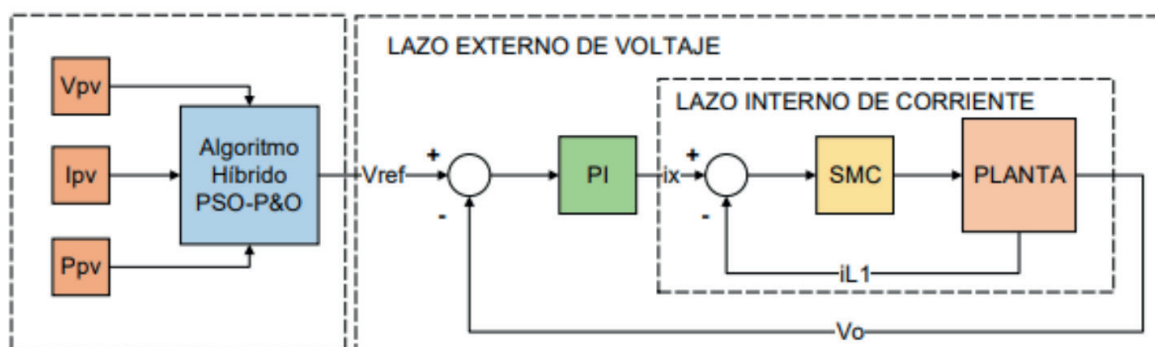 LAZO EXTERNO DE VOLTAJE
LAZO INTERNO DE CORRIENTE
Vpv
Ipv
Ppv
Algoritmo
Híbrido
PSO-P&O
Vref
+
-
PI
ix
+
-
SMC
PLANTA
iL1
Vo